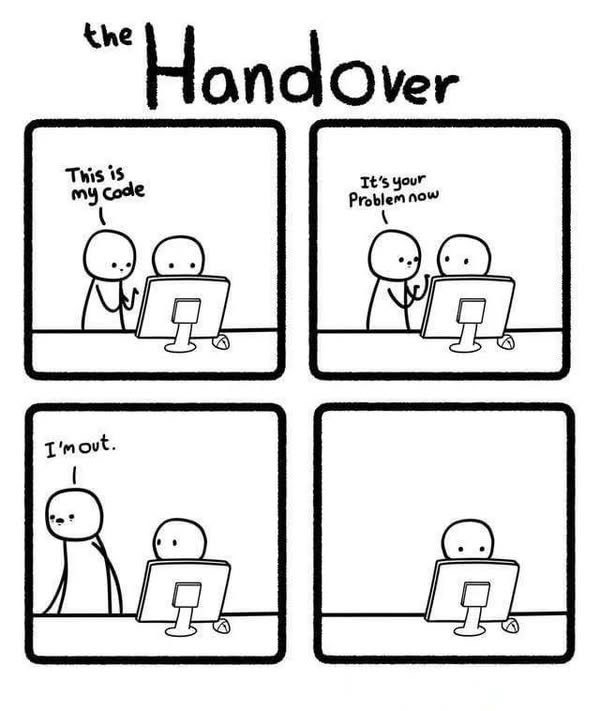 the Handover
This is
my code
It's your
Problem now
I'm out.